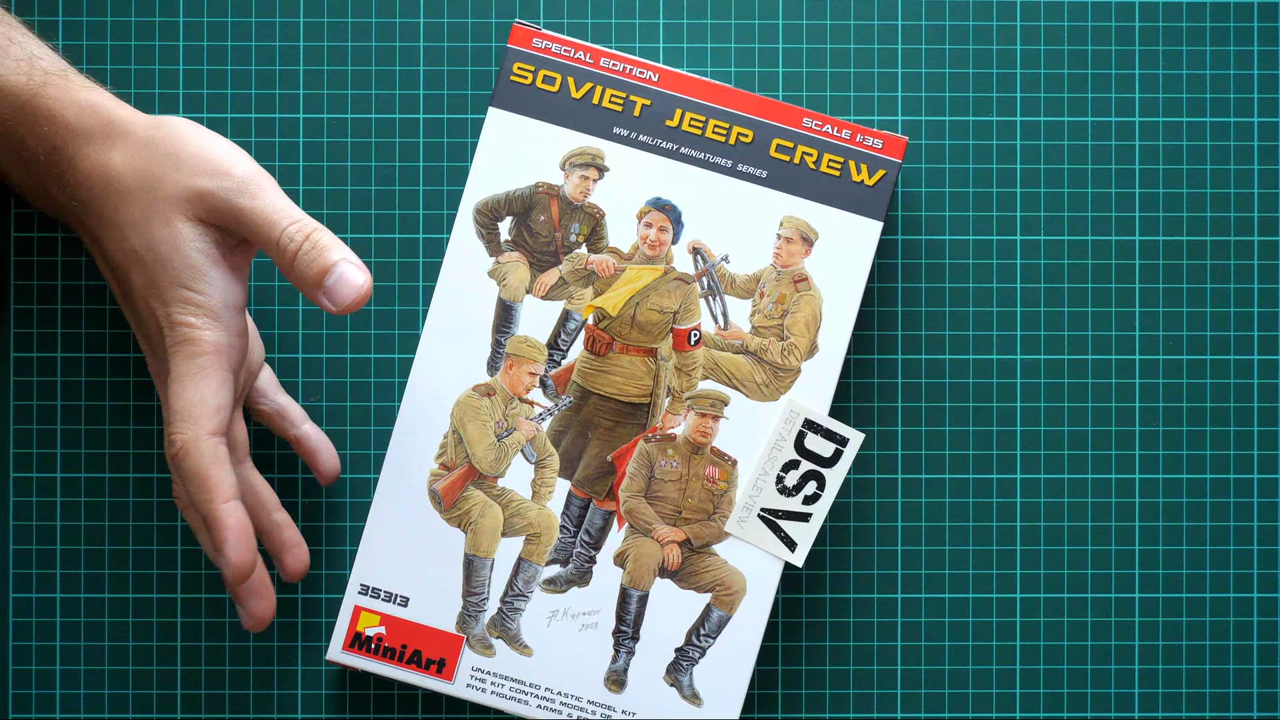 SPECIAL EDITION
SCALE 1:35
SOVIET JEEP CREW
WW II MILITARY MINIATURES SERIES
P
DSV
DETAILSCALEVIEW
2003
35313
MiniArt
UNASSEMBLED PLASTIC MODEL KIT
THE KIT CONTAINS MODELS OF
FIVE FIGURES, ARMS &